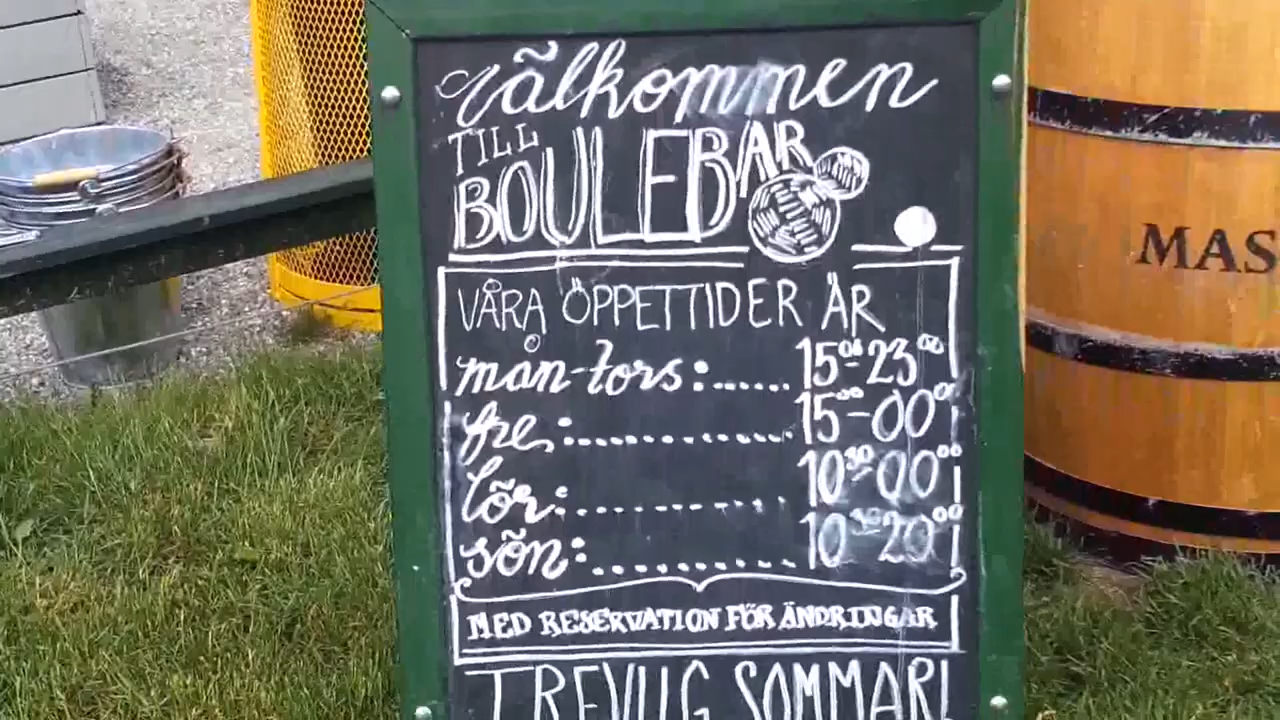 välkommen
TILL
BOULEBAR
VÅRA ÖPPETTIDER ÄR
mån-tors:...... 15⁰⁰-23⁰⁰
fre:............... 15⁰⁰-00⁰⁰
lör:............... 10³⁰-00⁰⁰
sön:............. 10³⁰-20⁰⁰
MED RESERVATION FÖR ÄNDRINGAR
TREVLIG SOMMAR!
MAS